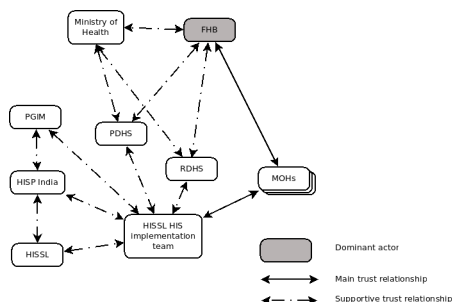 Ministry of
Health
FHB
PGIM
PDHS
RDHS
HISP India
MOHs
HISSL HIS
implementation
team
HISSL
Dominant actor
Main trust relationship
Supportive trust relationship